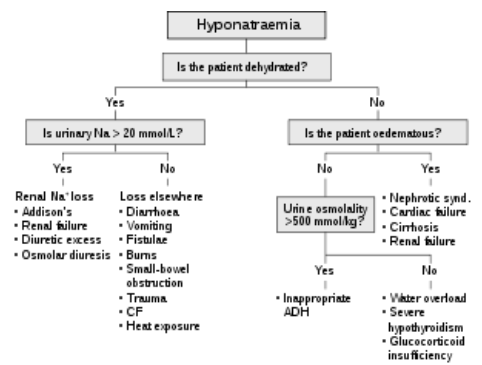 Hyponatraemia
Is the patient dehydrated?
Yes
No
Is urinary Na > 20 mmol/L?
Is the patient oedematous?
Yes
No
No
Yes
Renal Na⁺ loss
• Addison's
• Renal failure
• Diuretic excess
• Osmolar diuresis
Loss elsewhere
• Diarrhoea
• Vomiting
• Fistulae
• Burns
• Small-bowel
obstruction
• Trauma
• CF
• Heat exposure
Urine osmolality
>500 mmol/kg?
• Nephrotic synd.
• Cardiac failure
• Cirrhosis
• Renal failure
Yes
No
• Inappropriate
ADH
• Water overload
• Severe
hypothyroidism
• Glucocorticoid
insufficiency